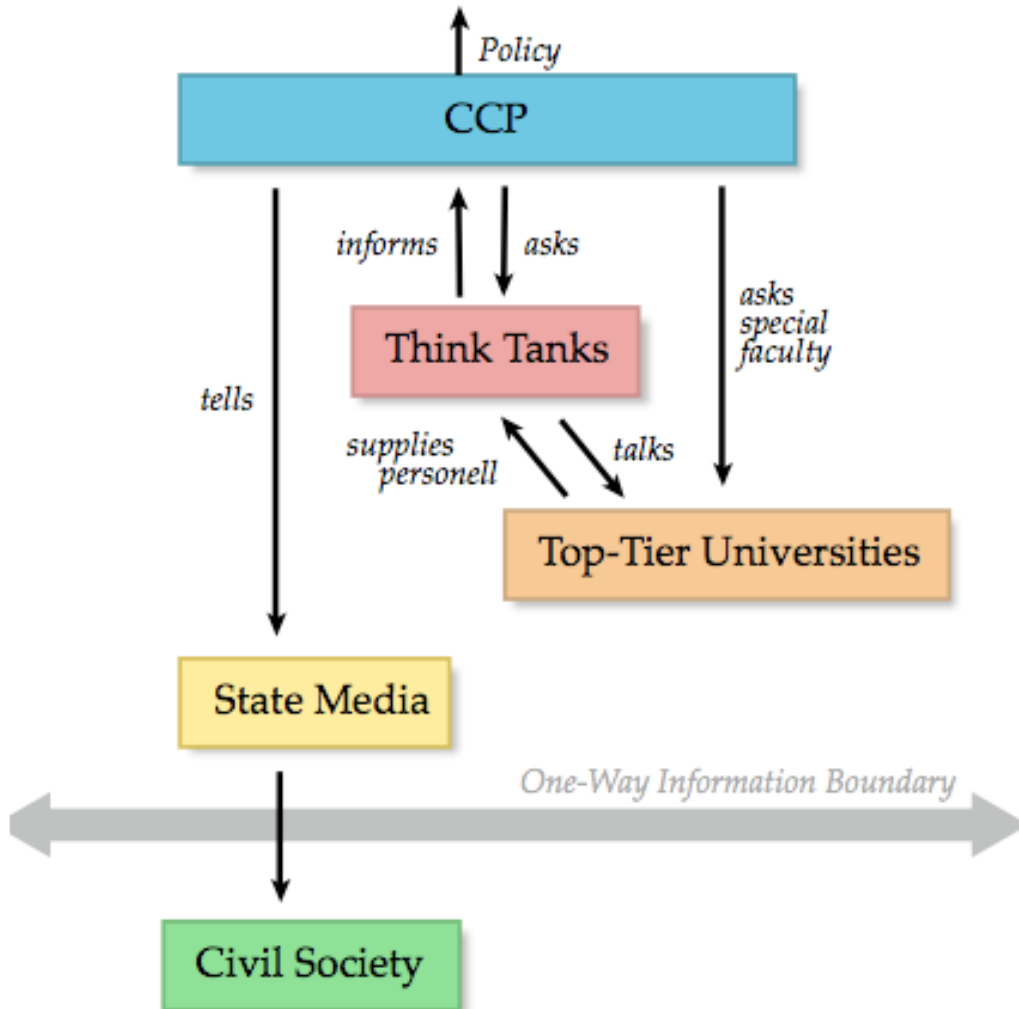 Policy
CCP
informs
asks
asks
special
faculty
Think Tanks
tells
supplies
personell
talks
Top-Tier Universities
State Media
One-Way Information Boundary
Civil Society